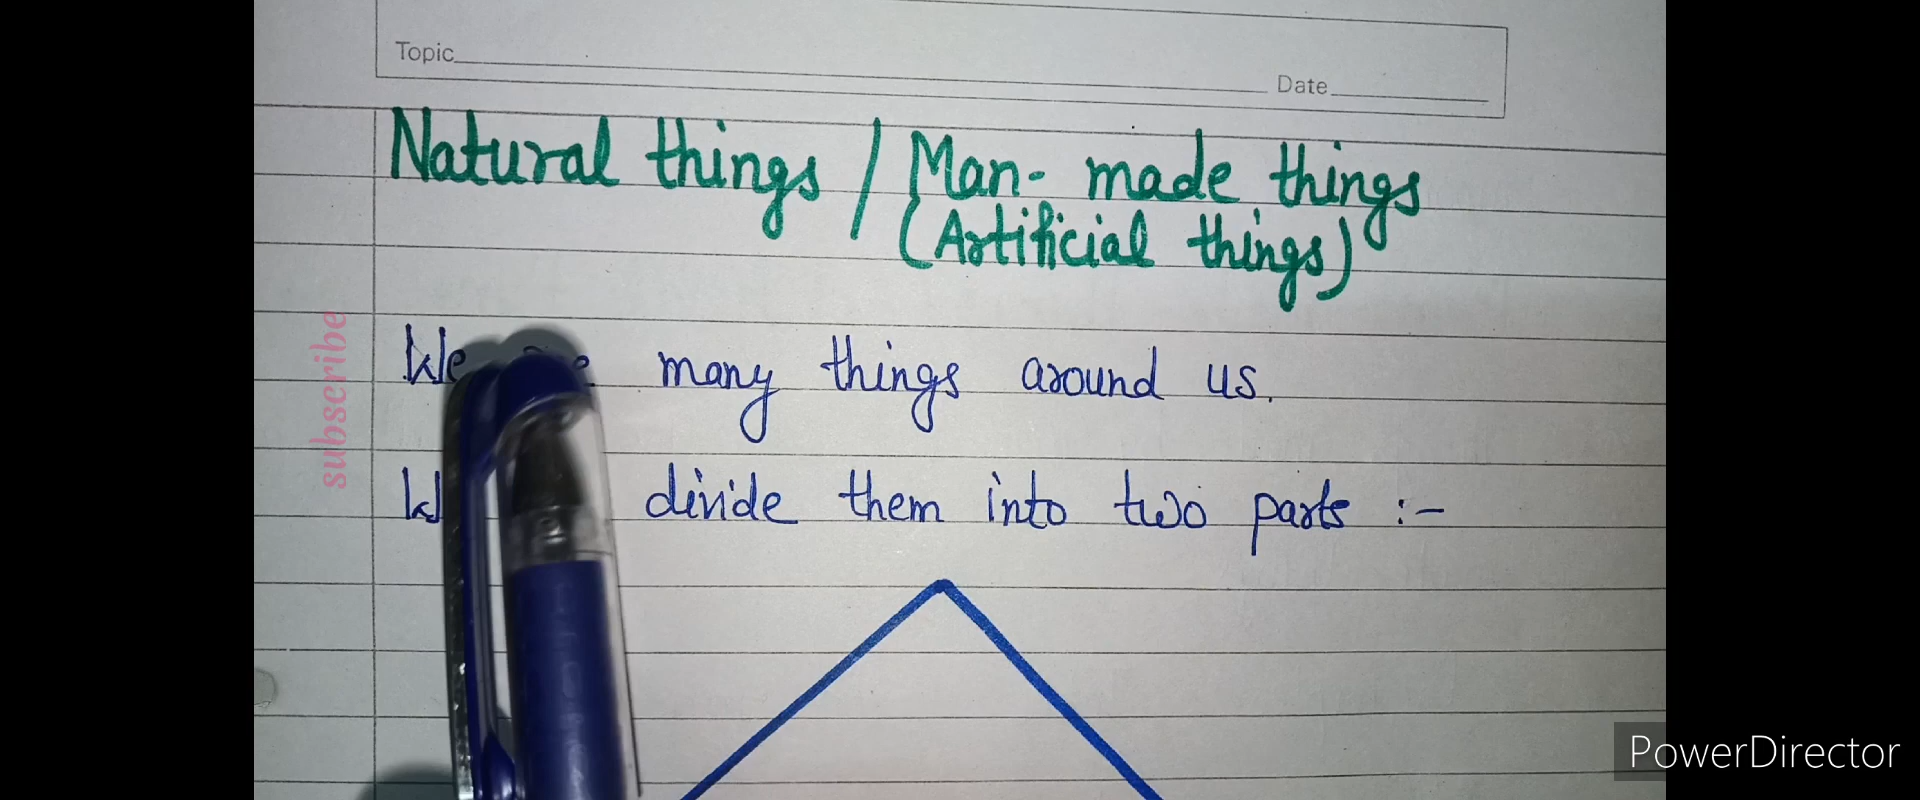 Topic
Date
Natural things / Man- made things
(Artificial things)
We many things around us.
divide them into two parts :-
subscribe
PowerDirector